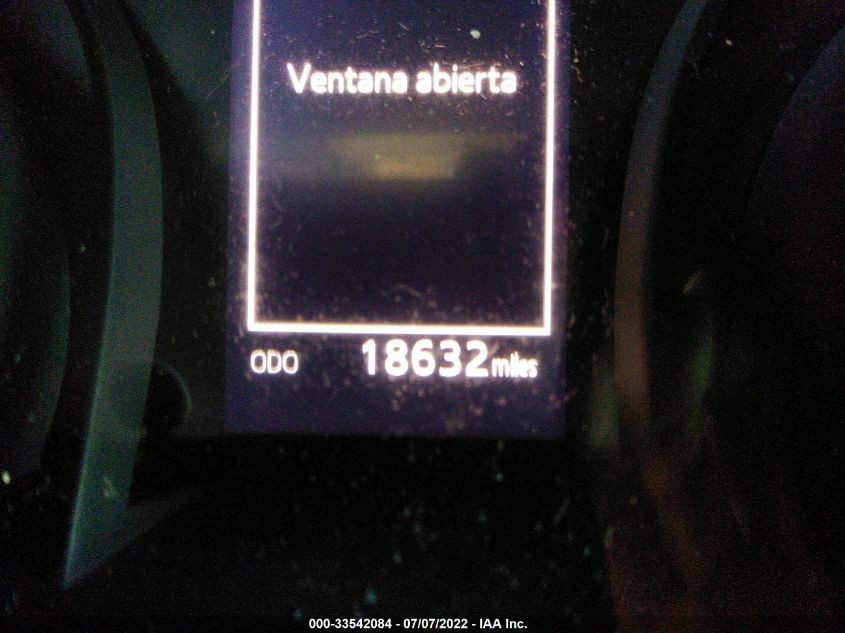 Ventana abierta
ODO 18632 miles
000-33542084 - 07/07/2022 - IAA Inc.